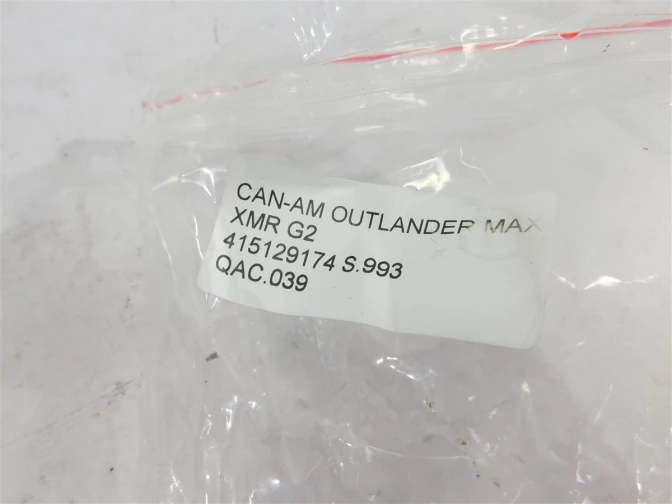 CAN-AM OUTLANDER MAX
XMR G2
415129174 S.993
QAC.039